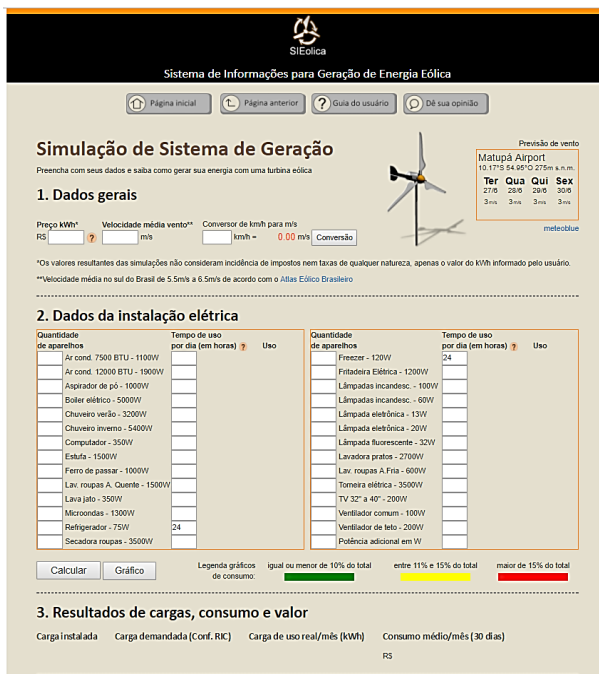 SIEolica
Sistema de Informações para Geração de Energia Eólica
Página inicial
Página anterior
? Guia do usuário
Dê sua opinião
Simulação de Sistema de Geração
Preencha com seus dados e saiba como gerar sua energia com uma turbina eólica
Previsão de vento
Matupá Airport
10.17°S 54.95°O 275m s.n.m.
Ter Qua Qui Sex
27/6 28/6 29/6 30/6
3m/s 3m/s 3m/s 3m/s
meteoblue
1. Dados gerais
Preço kWh* Velocidade média vento** Conversor de km/h para m/s
R$ ? m/s km/h = 0.00 m/s Conversão
*Os valores resultantes das simulações não consideram incidência de impostos nem taxas de qualquer natureza, apenas o valor do kWh informado pelo usuário.
**Velocidade média no sul do Brasil de 5.5m/s a 6.5m/s de acordo com o Atlas Eólico Brasileiro
2. Dados da instalação elétrica
Quantidade Tempo de uso
de aparelhos por dia (em horas) ? Uso
Ar cond. 7500 BTU - 1100W
Ar cond. 12000 BTU - 1900W
Aspirador de pó - 1000W
Boiler elétrico - 5000W
Chuveiro verão - 3200W
Chuveiro inverno - 5400W
Computador - 350W
Estufa - 1500W
Ferro de passar - 1000W
Lav. roupas A. Quente - 1500W
Lava jato - 350W
Microondas - 1300W
Refrigerador - 75W 24
Secadora roupas - 3500W
Quantidade Tempo de uso
de aparelhos por dia (em horas) ? Uso
Freezer - 120W 24
Fritadeira Elétrica - 1200W
Lâmpadas incandesc. - 100W
Lâmpadas incandesc. - 60W
Lâmpada eletrônica - 13W
Lâmpada eletrônica - 20W
Lâmpada fluorescente - 32W
Lavadora pratos - 2700W
Lav. roupas A.Fria - 600W
Torneira elétrica - 3500W
TV 32" a 40" - 200W
Ventilador comum - 100W
Ventilador de teto - 200W
Potência adicional em W
Calcular Gráfico
Legenda gráficos igual ou menor de 10% do total entre 11% e 15% do total maior de 15% do total
de consumo:
3. Resultados de cargas, consumo e valor
Carga instalada Carga demandada (Conf. RIC) Carga de uso real/mês (kWh) Consumo médio/mês (30 dias)
R$